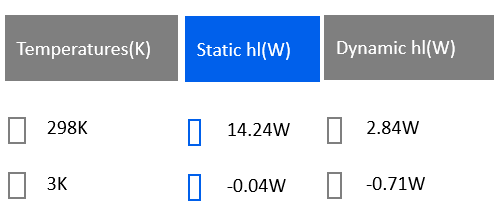 Temperatures(K) Static hl(W) Dynamic hl(W)
298K 14.24W 2.84W
3K -0.04W -0.71W